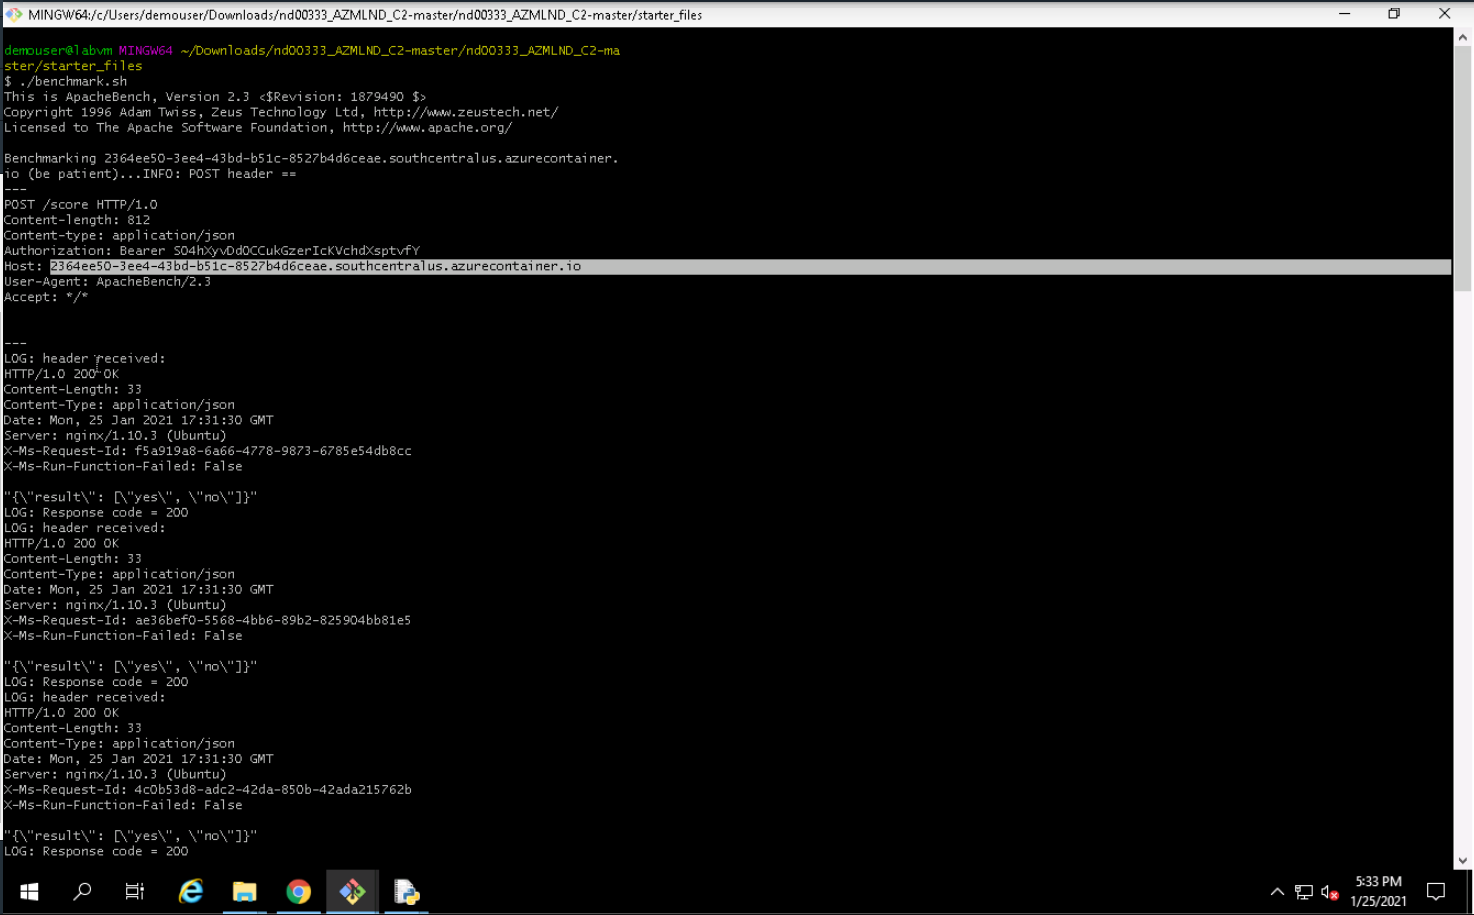 MINGW64:/c/Users/demouser/Downloads/nd00333_AZMLND_C2-master/nd00333_AZMLND_C2-master/starter_files
demouser@labvm MINGW64 ~/Downloads/nd00333_AZMLND_C2-master/nd00333_AZMLND_C2-ma
ster/starter_files
$ ./benchmark.sh
This is ApacheBench, Version 2.3 <$Revision: 1879490 $>
Copyright 1996 Adam Twiss, Zeus Technology Ltd, http://www.zeustech.net/
Licensed to The Apache Software Foundation, http://www.apache.org/
Benchmarking 2364ee50-3ee4-43bd-b51c-8527b4d6ceae.southcentralus.azurecontainer.
io (be patient)...INFO: POST header ==
---
POST /score HTTP/1.0
Content-length: 812
Content-type: application/json
Authorization: Bearer SO4hXyvDdOCCukGzerIcKVchdXsptvfY
Host: 2364ee50-3ee4-43bd-b51c-8527b4d6ceae.southcentralus.azurecontainer.io
User-Agent: ApacheBench/2.3
Accept: */*
---
LOG: header received:
HTTP/1.0 200 OK
Content-Length: 33
Content-Type: application/json
Date: Mon, 25 Jan 2021 17:31:30 GMT
Server: nginx/1.10.3 (Ubuntu)
X-Ms-Request-Id: f5a919a8-6a66-4778-9873-6785e54db8cc
X-Ms-Run-Function-Failed: False
"{\"result\": [\"yes\", \"no\"]}"
LOG: Response code = 200
LOG: header received:
HTTP/1.0 200 OK
Content-Length: 33
Content-Type: application/json
Date: Mon, 25 Jan 2021 17:31:30 GMT
Server: nginx/1.10.3 (Ubuntu)
X-Ms-Request-Id: ae36bef0-5568-4bb6-89b2-825904bb81e5
X-Ms-Run-Function-Failed: False
"{\"result\": [\"yes\", \"no\"]}"
LOG: Response code = 200
LOG: header received:
HTTP/1.0 200 OK
Content-Length: 33
Content-Type: application/json
Date: Mon, 25 Jan 2021 17:31:30 GMT
Server: nginx/1.10.3 (Ubuntu)
X-Ms-Request-Id: 4c0b53d8-adc2-42da-850b-42ada215762b
X-Ms-Run-Function-Failed: False
"{\"result\": [\"yes\", \"no\"]}"
LOG: Response code = 200
5:33 PM
1/25/2021